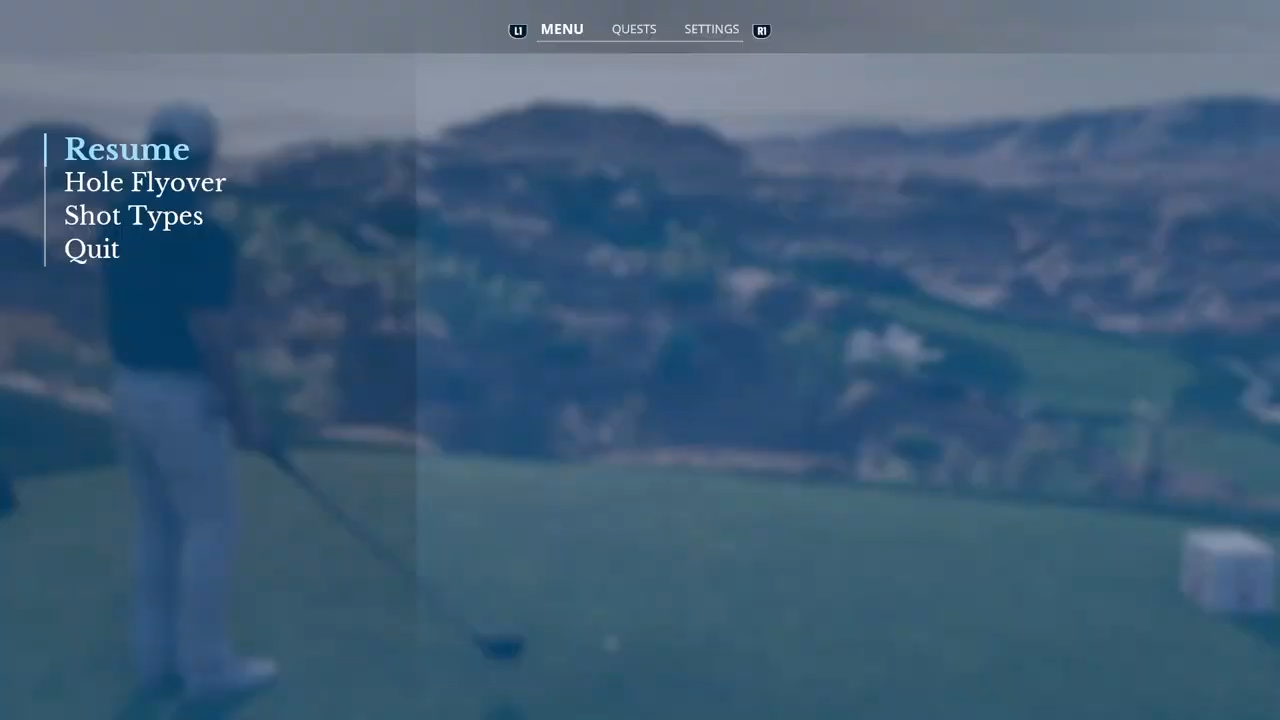 L1 MENU QUESTS SETTINGS R1
Resume
Hole Flyover
Shot Types
Quit